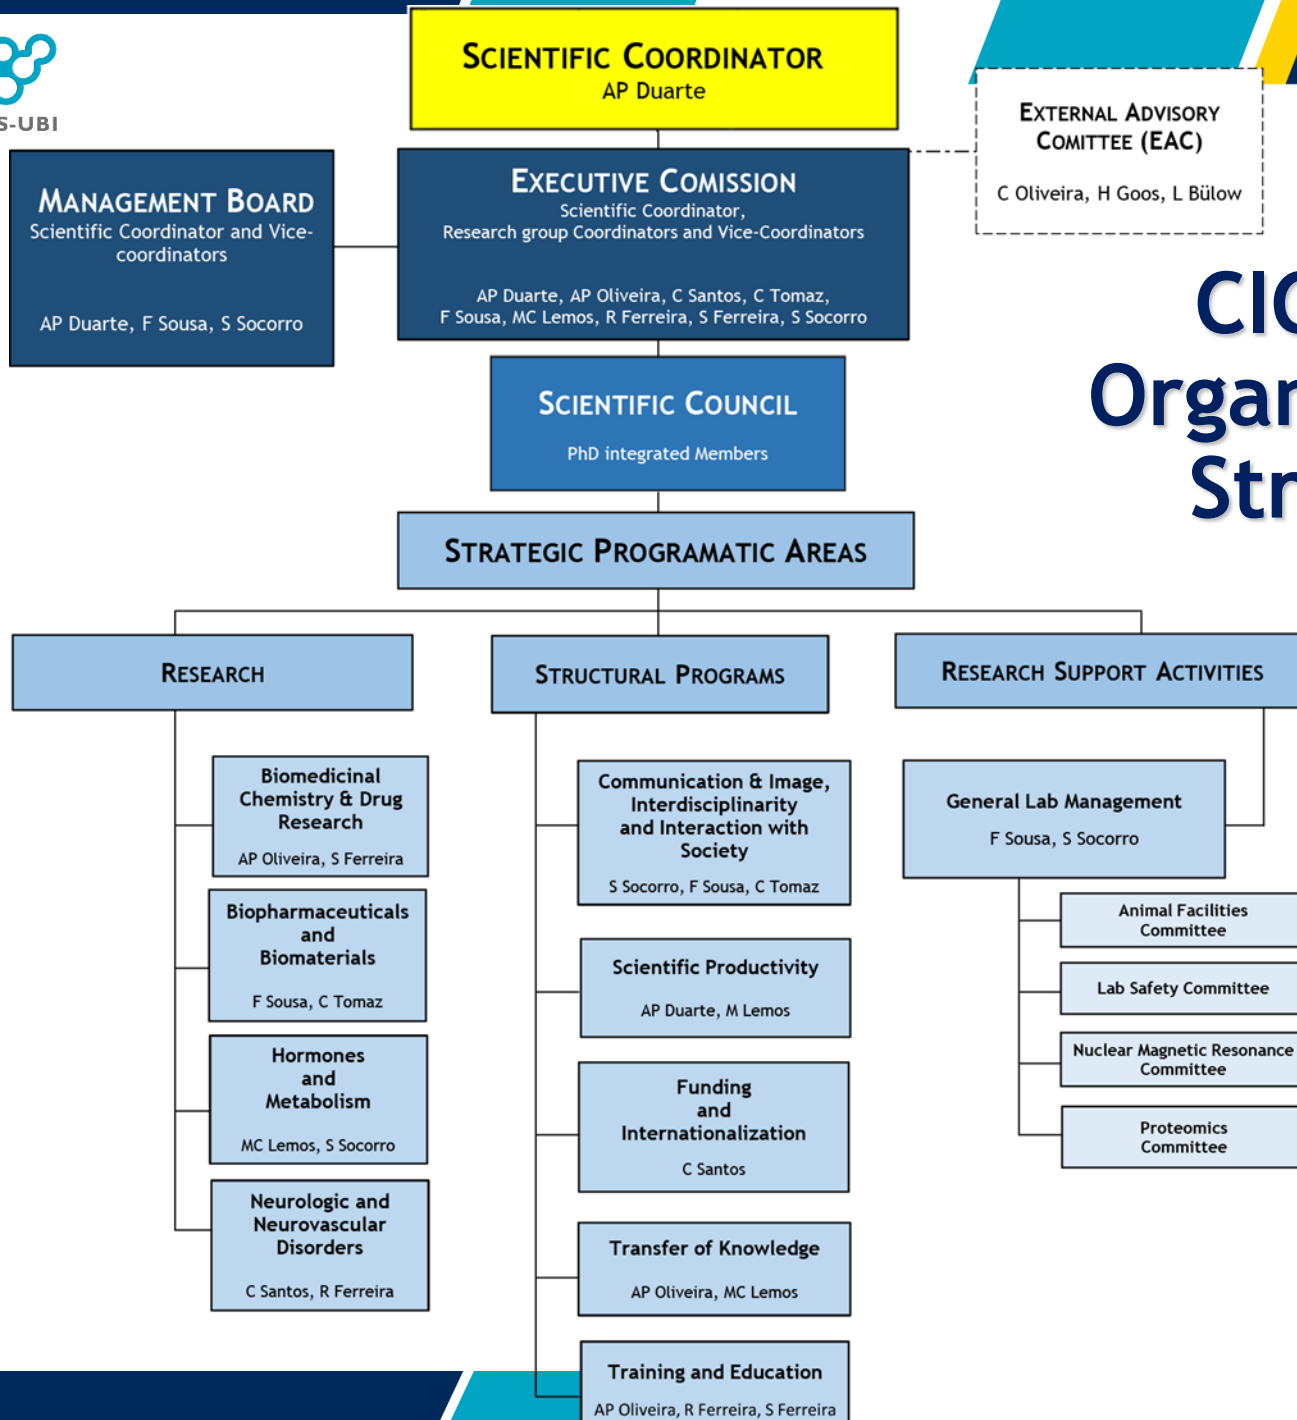 S-UBI
SCIENTIFIC COORDINATOR
AP Duarte
EXTERNAL ADVISORY
COMITTEE (EAC)
C Oliveira, H Goos, L Bülow
MANAGEMENT BOARD
Scientific Coordinator and Vice-
coordinators
AP Duarte, F Sousa, S Socorro
EXECUTIVE COMISSION
Scientific Coordinator,
Research group Coordinators and Vice-Coordinators
AP Duarte, AP Oliveira, C Santos, C Tomaz,
F Sousa, MC Lemos, R Ferreira, S Ferreira, S Socorro
CIC
Organ
Str
SCIENTIFIC COUNCIL
PhD integrated Members
STRATEGIC PROGRAMATIC AREAS
RESEARCH
Biomedicinal
Chemistry & Drug
Research
AP Oliveira, S Ferreira
Biopharmaceuticals
and
Biomaterials
F Sousa, C Tomaz
Hormones
and
Metabolism
MC Lemos, S Socorro
Neurologic and
Neurovascular
Disorders
C Santos, R Ferreira
STRUCTURAL PROGRAMS
Communication & Image,
Interdisciplinarity
and Interaction with
Society
S Socorro, F Sousa, C Tomaz
Scientific Productivity
AP Duarte, M Lemos
Funding
and
Internationalization
C Santos
Transfer of Knowledge
AP Oliveira, MC Lemos
Training and Education
AP Oliveira, R Ferreira, S Ferreira
RESEARCH SUPPORT ACTIVITIES
General Lab Management
F Sousa, S Socorro
Animal Facilities
Committee
Lab Safety Committee
Nuclear Magnetic Resonance
Committee
Proteomics
Committee